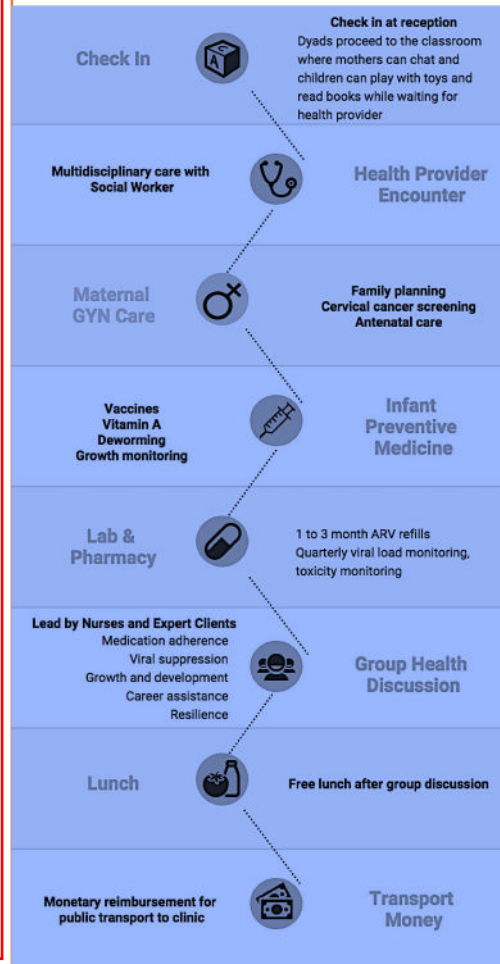 Check In
Check in at reception
Dyads proceed to the classroom
where mothers can chat and
children can play with toys and
read books while waiting for
health provider
Multidisciplinary care with
Social Worker
Health Provider
Encounter
Maternal
GYN Care
Family planning
Cervical cancer screening
Antenatal care
Vaccines
Vitamin A
Deworming
Growth monitoring
Infant
Preventive
Medicine
Lab &
Pharmacy
1 to 3 month ARV refills
Quarterly viral load monitoring,
toxicity monitoring
Lead by Nurses and Expert Clients
Medication adherence
Viral suppression
Growth and development
Career assistance
Resilience
Group Health
Discussion
Lunch
Free lunch after group discussion
Monetary reimbursement for
public transport to clinic
Transport
Money